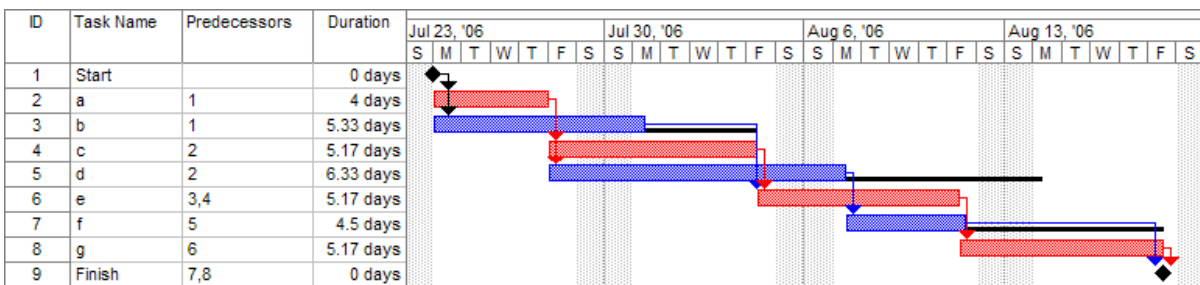 ID Task Name Predecessors Duration
Jul 23, '06 Jul 30, '06 Aug 6, '06 Aug 13, '06
S M T W T F S S M T W T F S S M T W T F S S M T W T F S
1 Start 0 days
2 a 1 4 days
3 b 1 5.33 days
4 c 2 5.17 days
5 d 2 6.33 days
6 e 3,4 5.17 days
7 f 5 4.5 days
8 g 6 5.17 days
9 Finish 7,8 0 days